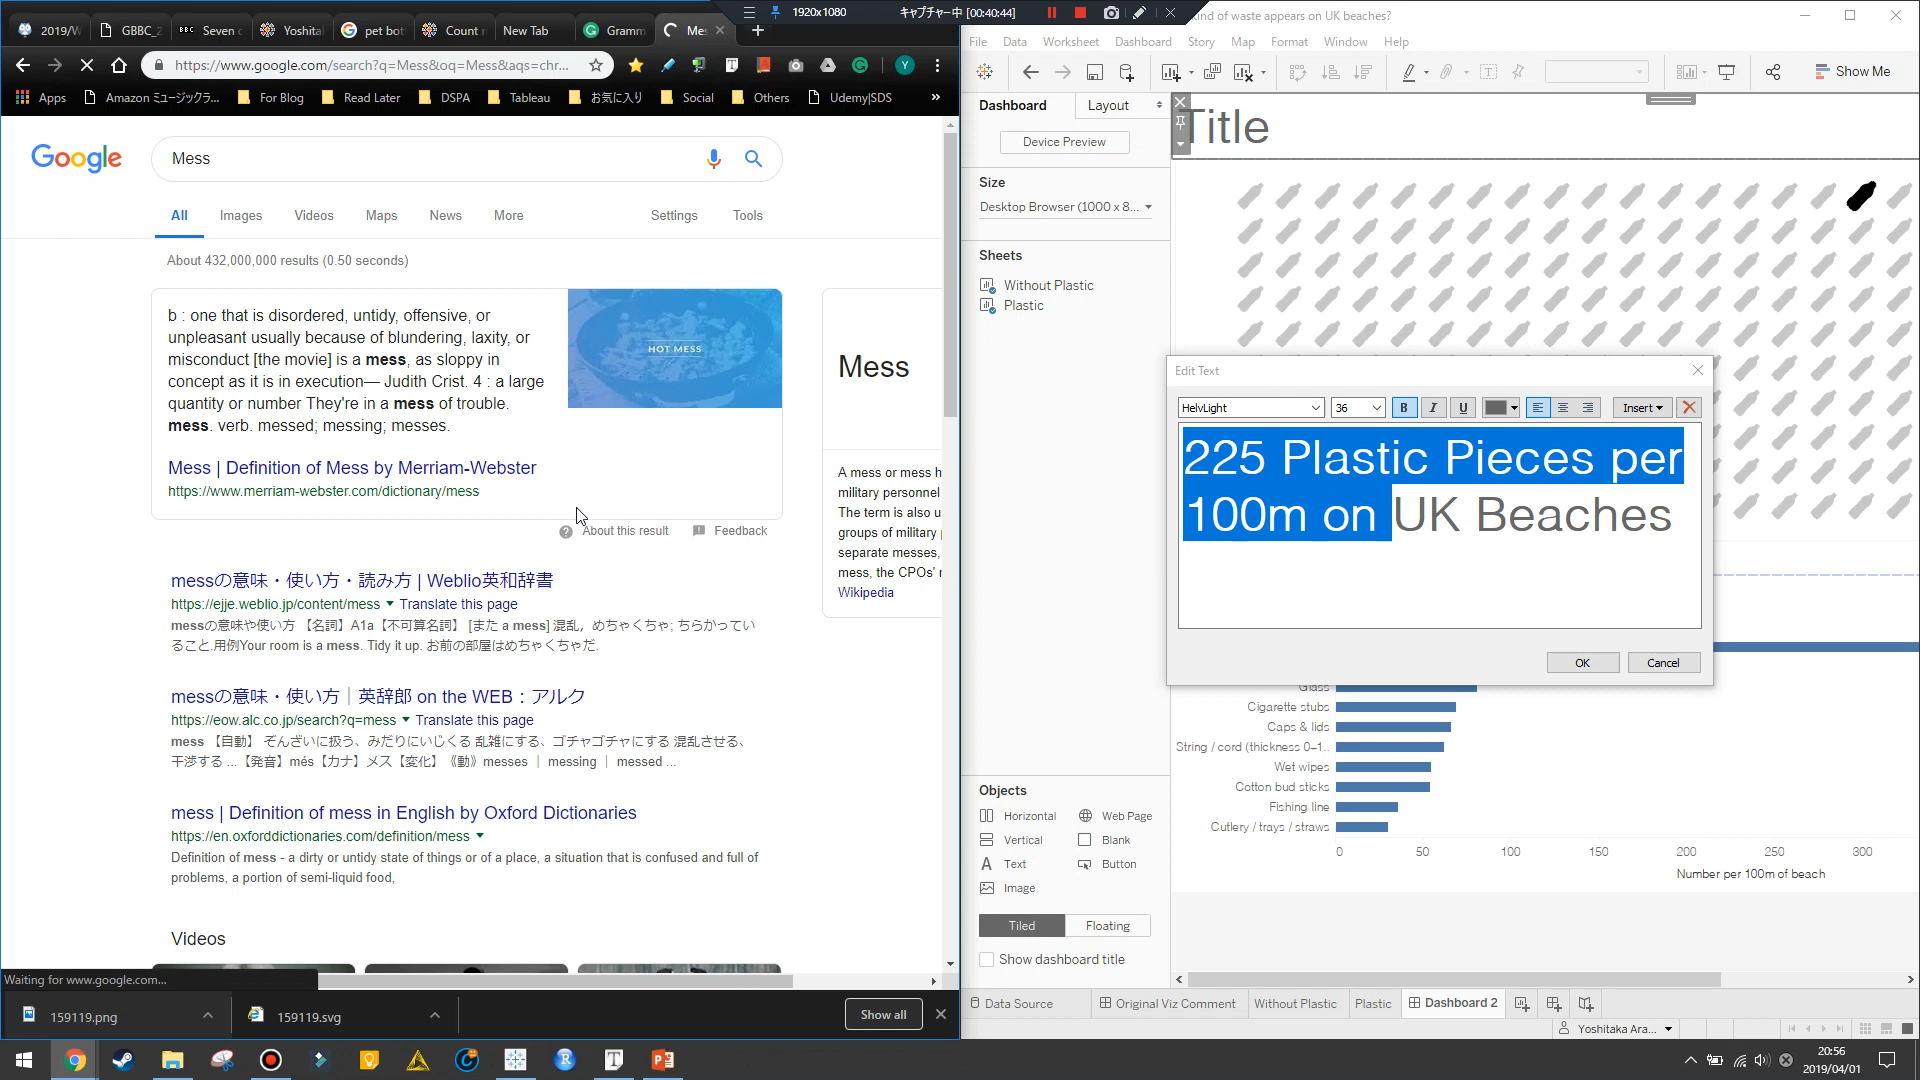 1920x1080
キャプチャー中 [00:40:44]
2019/W
GBBC_2
BBC Seven c
Yoshita
pet bot
Count n
New Tab
Gramm
Mes
https://www.google.com/search?q=Mess&oq=Mess&aqs=chr...
Y
Apps
Amazon ミュージックラ...
For Blog
Read Later
DSPA
Tableau
お気に入り
Social
Others
Udemy|SDS
»
Google
Mess
All
Images
Videos
Maps
News
More
Settings
Tools
About 432,000,000 results (0.50 seconds)
b : one that is disordered, untidy, offensive, or
unpleasant usually because of blundering, laxity, or
misconduct [the movie] is a mess, as sloppy in
concept as it is in execution— Judith Crist. 4 : a large
quantity or number They're in a mess of trouble.
mess. verb. messed; messing; messes.
HOT MESS
Mess | Definition of Mess by Merriam-Webster
https://www.merriam-webster.com/dictionary/mess
About this result
Feedback
Mess
A mess or mess h
military personnel
The term is also u
groups of military
separate messes,
mess, the CPOs'
Wikipedia
messの意味・使い方・読み方 | Weblio英和辞書
https://ejje.weblio.jp/content/mess ▼ Translate this page
messの意味や使い方 【名詞】A1a【不可算名詞】 [また a mess] 混乱，めちゃくちゃ; ちらかってい
ること.用例Your room is a mess. Tidy it up. お前の部屋はめちゃくちゃだ.
messの意味・使い方｜英辞郎 on the WEB：アルク
https://eow.alc.co.jp/search?q=mess ▼ Translate this page
mess 【自動】 ぞんざいに扱う、みだりにいじくる 乱雑にする、ゴチャゴチャにする 混乱させる、
干渉する ...【発音】més【カナ】メス【変化】《動》messes ｜ messing ｜ messed ...
mess | Definition of mess in English by Oxford Dictionaries
https://en.oxforddictionaries.com/definition/mess ▼
Definition of mess - a dirty or untidy state of things or of a place, a situation that is confused and full of
problems, a portion of semi-liquid food,
Videos
Waiting for www.google.com...
159119.png
159119.svg
Show all
kind of waste appears on UK beaches?
File
Data
Worksheet
Dashboard
Story
Map
Format
Window
Help
Show Me
Dashboard
Layout
Device Preview
Size
Desktop Browser (1000 x 8...
Sheets
Without Plastic
Plastic
Objects
Horizontal
Web Page
Vertical
Blank
Text
Button
Image
Tiled
Floating
Show dashboard title
Title
Edit Text
HelvLight
36
B
I
U
Insert
225 Plastic Pieces per
100m on UK Beaches
OK
Cancel
Glass
Cigarette stubs
Caps & lids
String / cord (thickness 0-1..
Wet wipes
Cotton bud sticks
Fishing line
Cutlery / trays / straws
0
50
100
150
200
250
300
Number per 100m of beach
Data Source
Original Viz Comment
Without Plastic
Plastic
Dashboard 2
Yoshitaka Ara...
20:56
2019/04/01